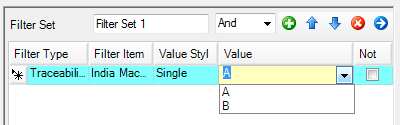 Filter Set Filter Set 1 And
Filter Type Filter Item Value Styl Value Not
Traceabili... India Mac... Single A
A
B